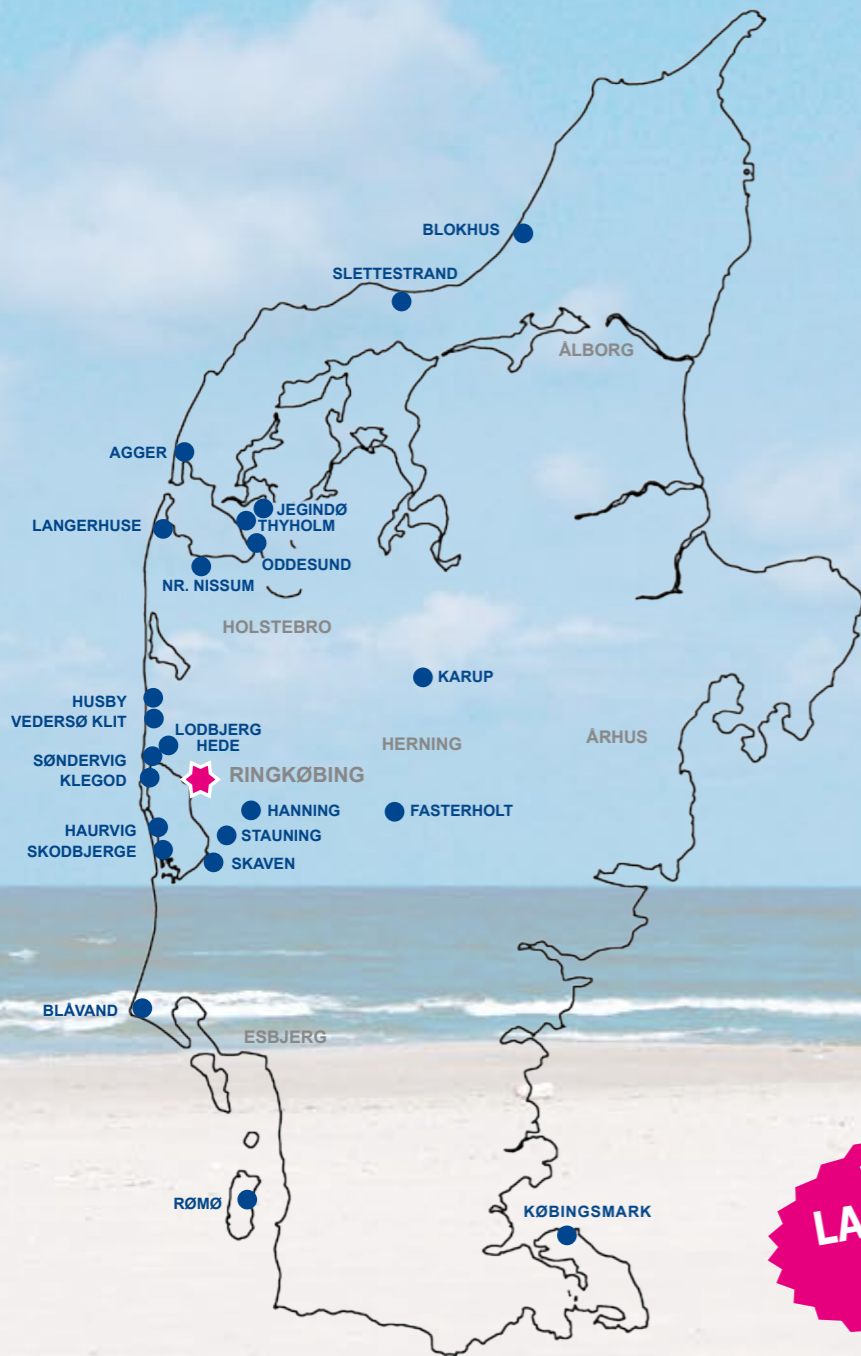 BLOKHUS
SLETTESTRAND
ÅLBORG
AGGER
JEGINDØ
THYHOLM
LANGERHUSE
ODDESUND
NR. NISSUM
HOLSTEBRO
KARUP
HUSBY
VEDERSØ KLIT
LODBJERG
HEDE
ÅRHUS
HERNING
SØNDERVIG
RINGKØBING
KLEGOD
HANNING
FASTERHOLT
HAURVIG
STAUNING
SKODBJERGE
SKAVEN
BLÅVAND
ESBJERG
RØMØ
KØBINGSMARK
LA